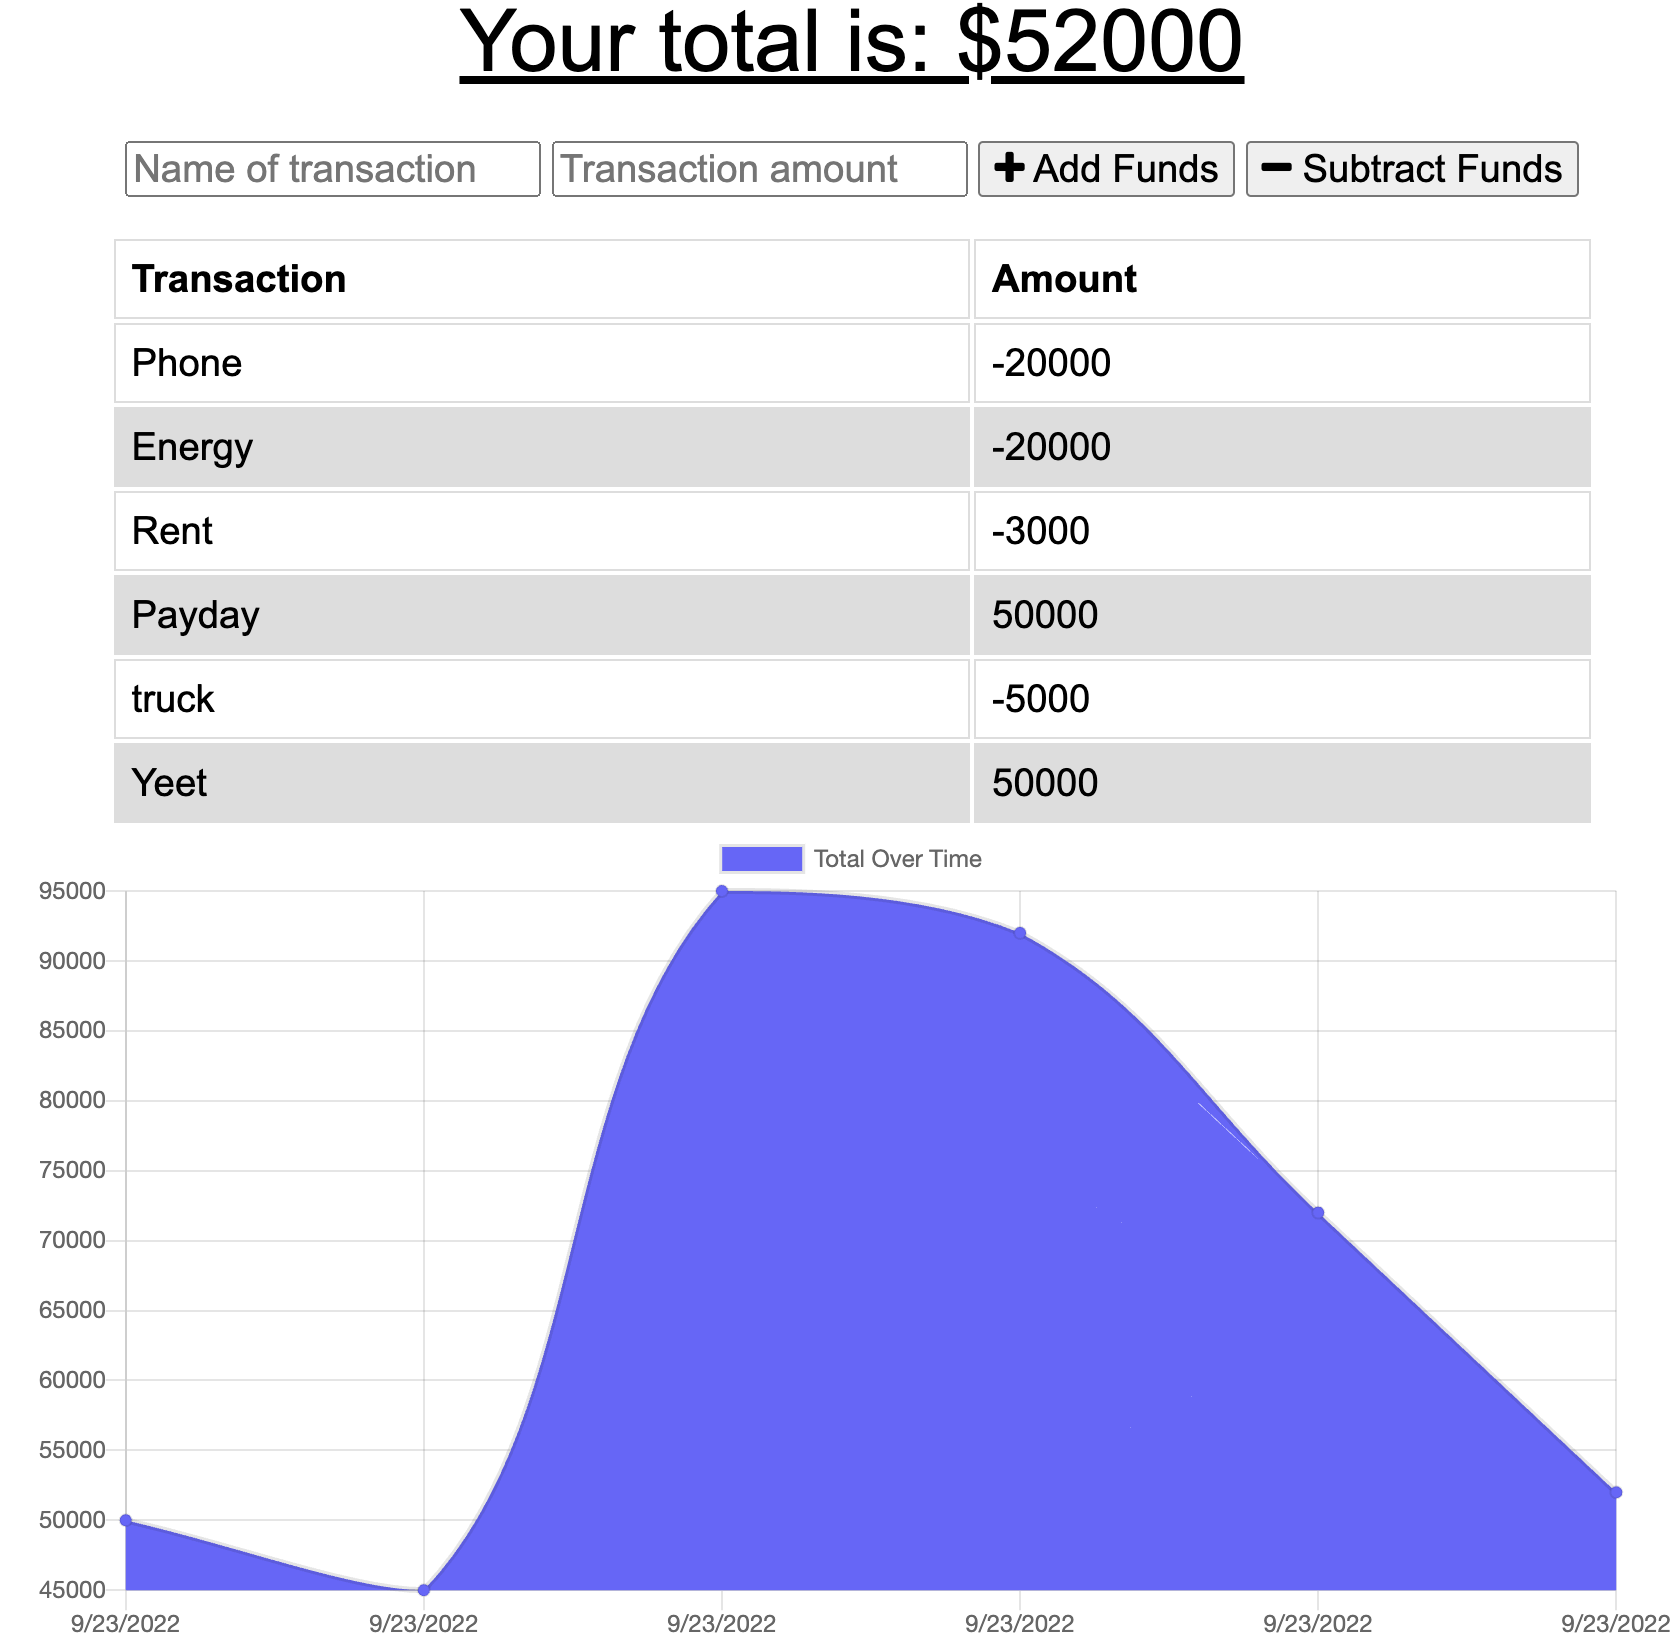 Your total is: $52000
Name of transaction Transaction amount Add Funds Subtract Funds
Transaction Amount
Phone -20000
Energy -20000
Rent -3000
Payday 50000
truck -5000
Yeet 50000
Total Over Time
95000
90000
85000
80000
75000
70000
65000
60000
55000
50000
45000
9/23/2022 9/23/2022 9/23/2022 9/23/2022 9/23/2022 9/23/2022